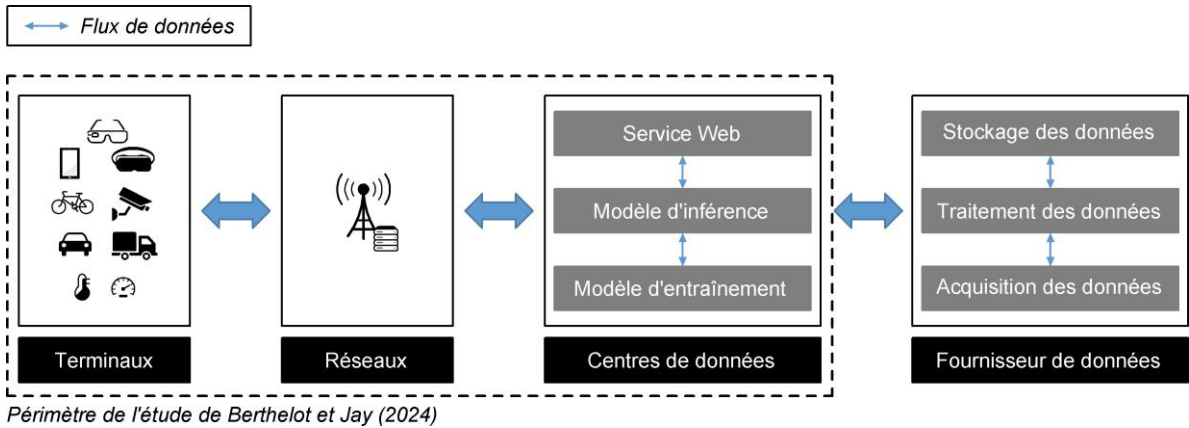 Flux de données
Service Web
Modèle d'inférence
Modèle d'entraînement
Stockage des données
Traitement des données
Acquisition des données
Terminaux
Réseaux
Centres de données
Fournisseur de données
Périmètre de l'étude de Berthelot et Jay (2024)